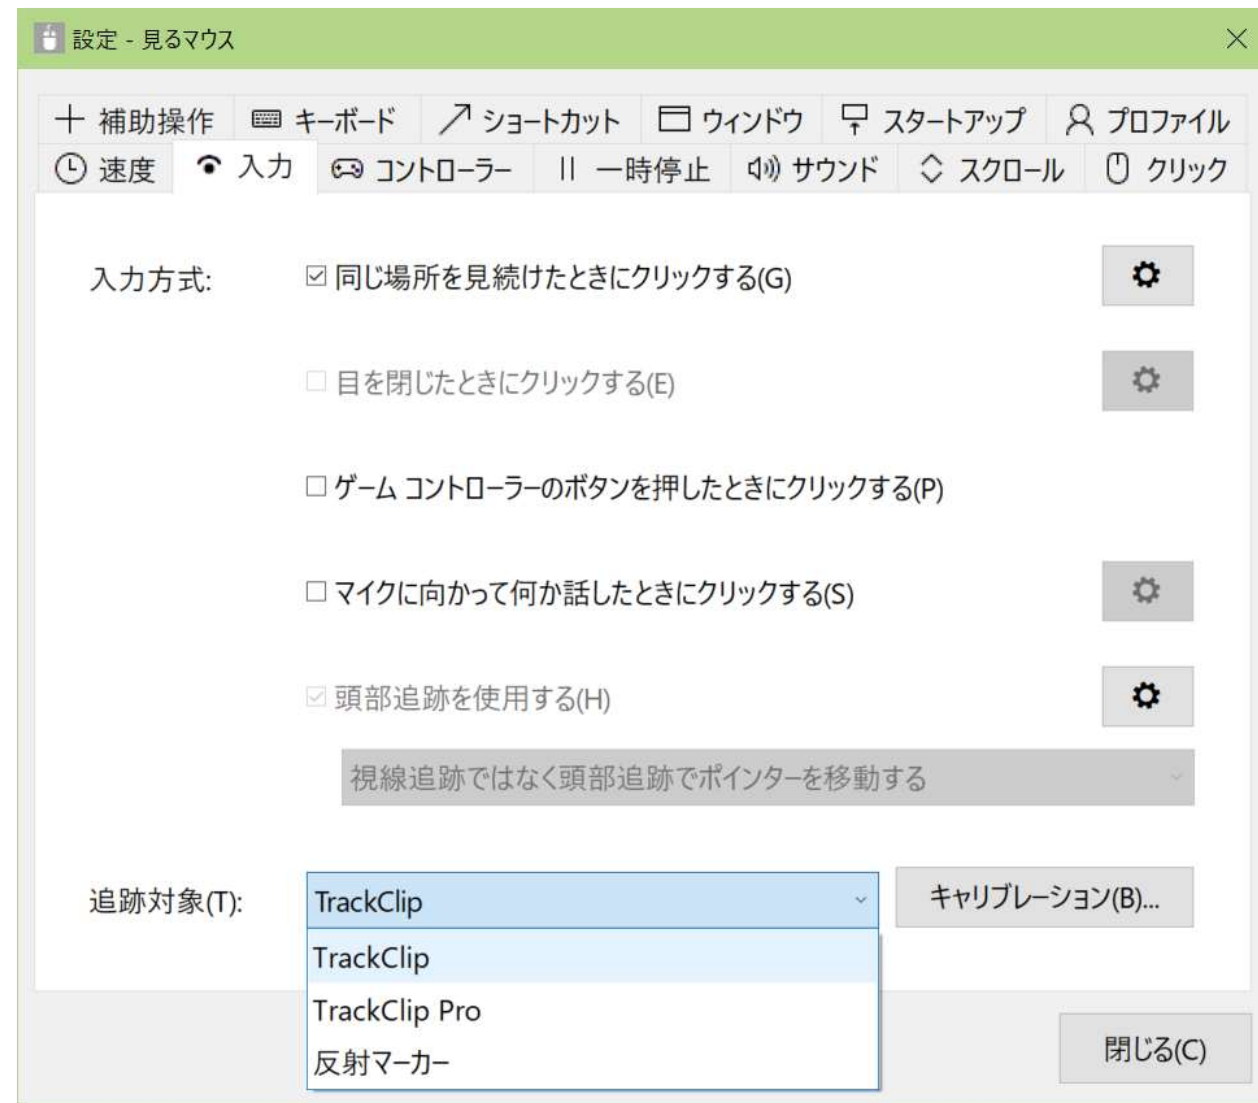 設定 - 見るマウス
補助操作 キーボード ショートカット ウィンドウ スタートアップ プロファイル
速度 入力 コントローラー 一時停止 サウンド スクロール クリック
入力方式: 同じ場所を見続けたときにクリックする(G)
目を閉じたときにクリックする(E)
ゲーム コントローラーのボタンを押したときにクリックする(P)
マイクに向かって何か話したときにクリックする(S)
頭部追跡を使用する(H)
視線追跡ではなく頭部追跡でポインターを移動する
追跡対象(T): TrackClip キャリブレーション(B)...
TrackClip
TrackClip Pro
反射マーカー
閉じる(C)